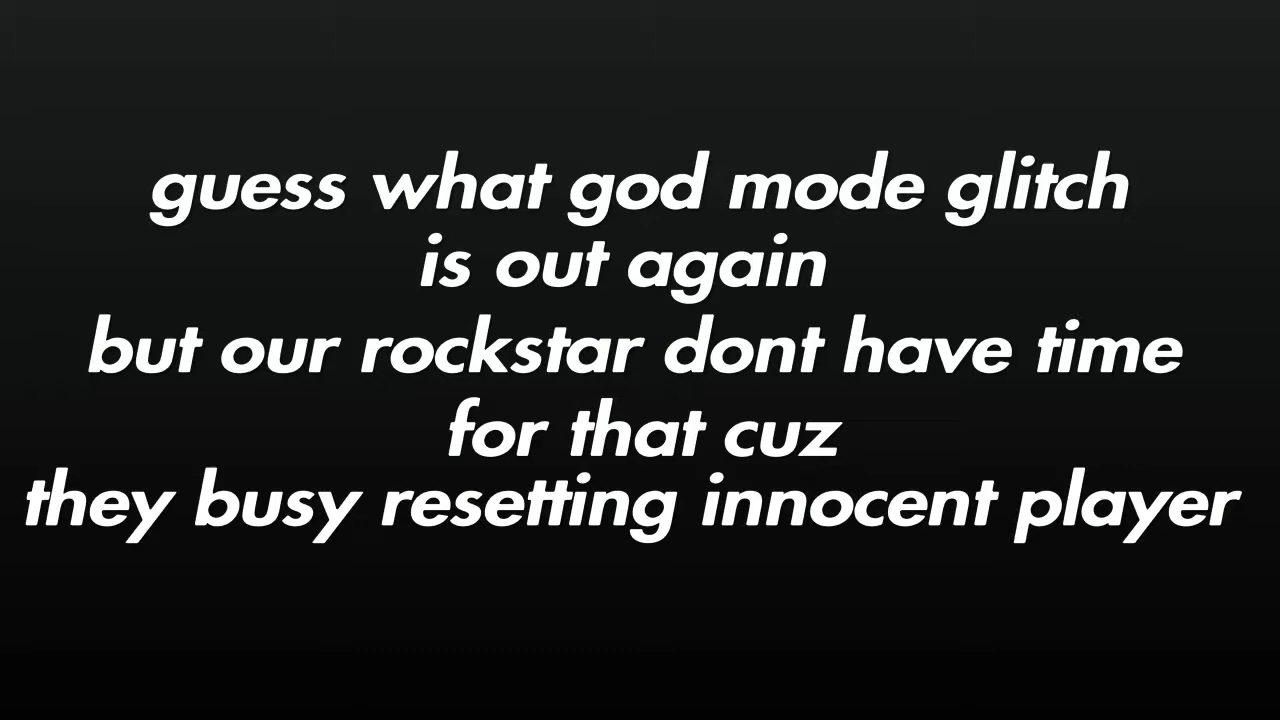 guess what god mode glitch
is out again
but our rockstar dont have time
for that cuz
they busy resetting innocent player